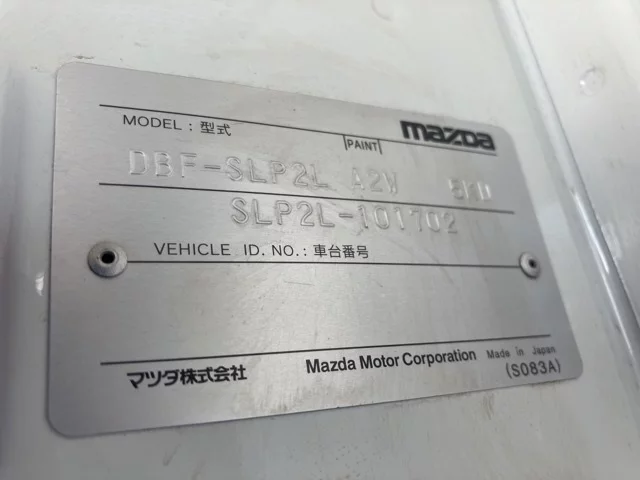 mazda
MODEL : 型式
PAINT
DBF-SLP2L A2W 5MD
SLP2L-101702
VEHICLE ID. NO. : 車台番号
マツダ株式会社 Mazda Motor Corporation Made in Japan
(S083A)